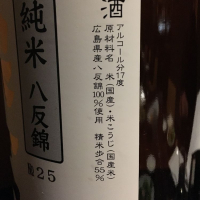 酒
アルコール分17度
原材料名 米(国産)・米こうじ(国産米)
広島県産八反錦100%使用 精米歩合55%
純米 八反錦
25